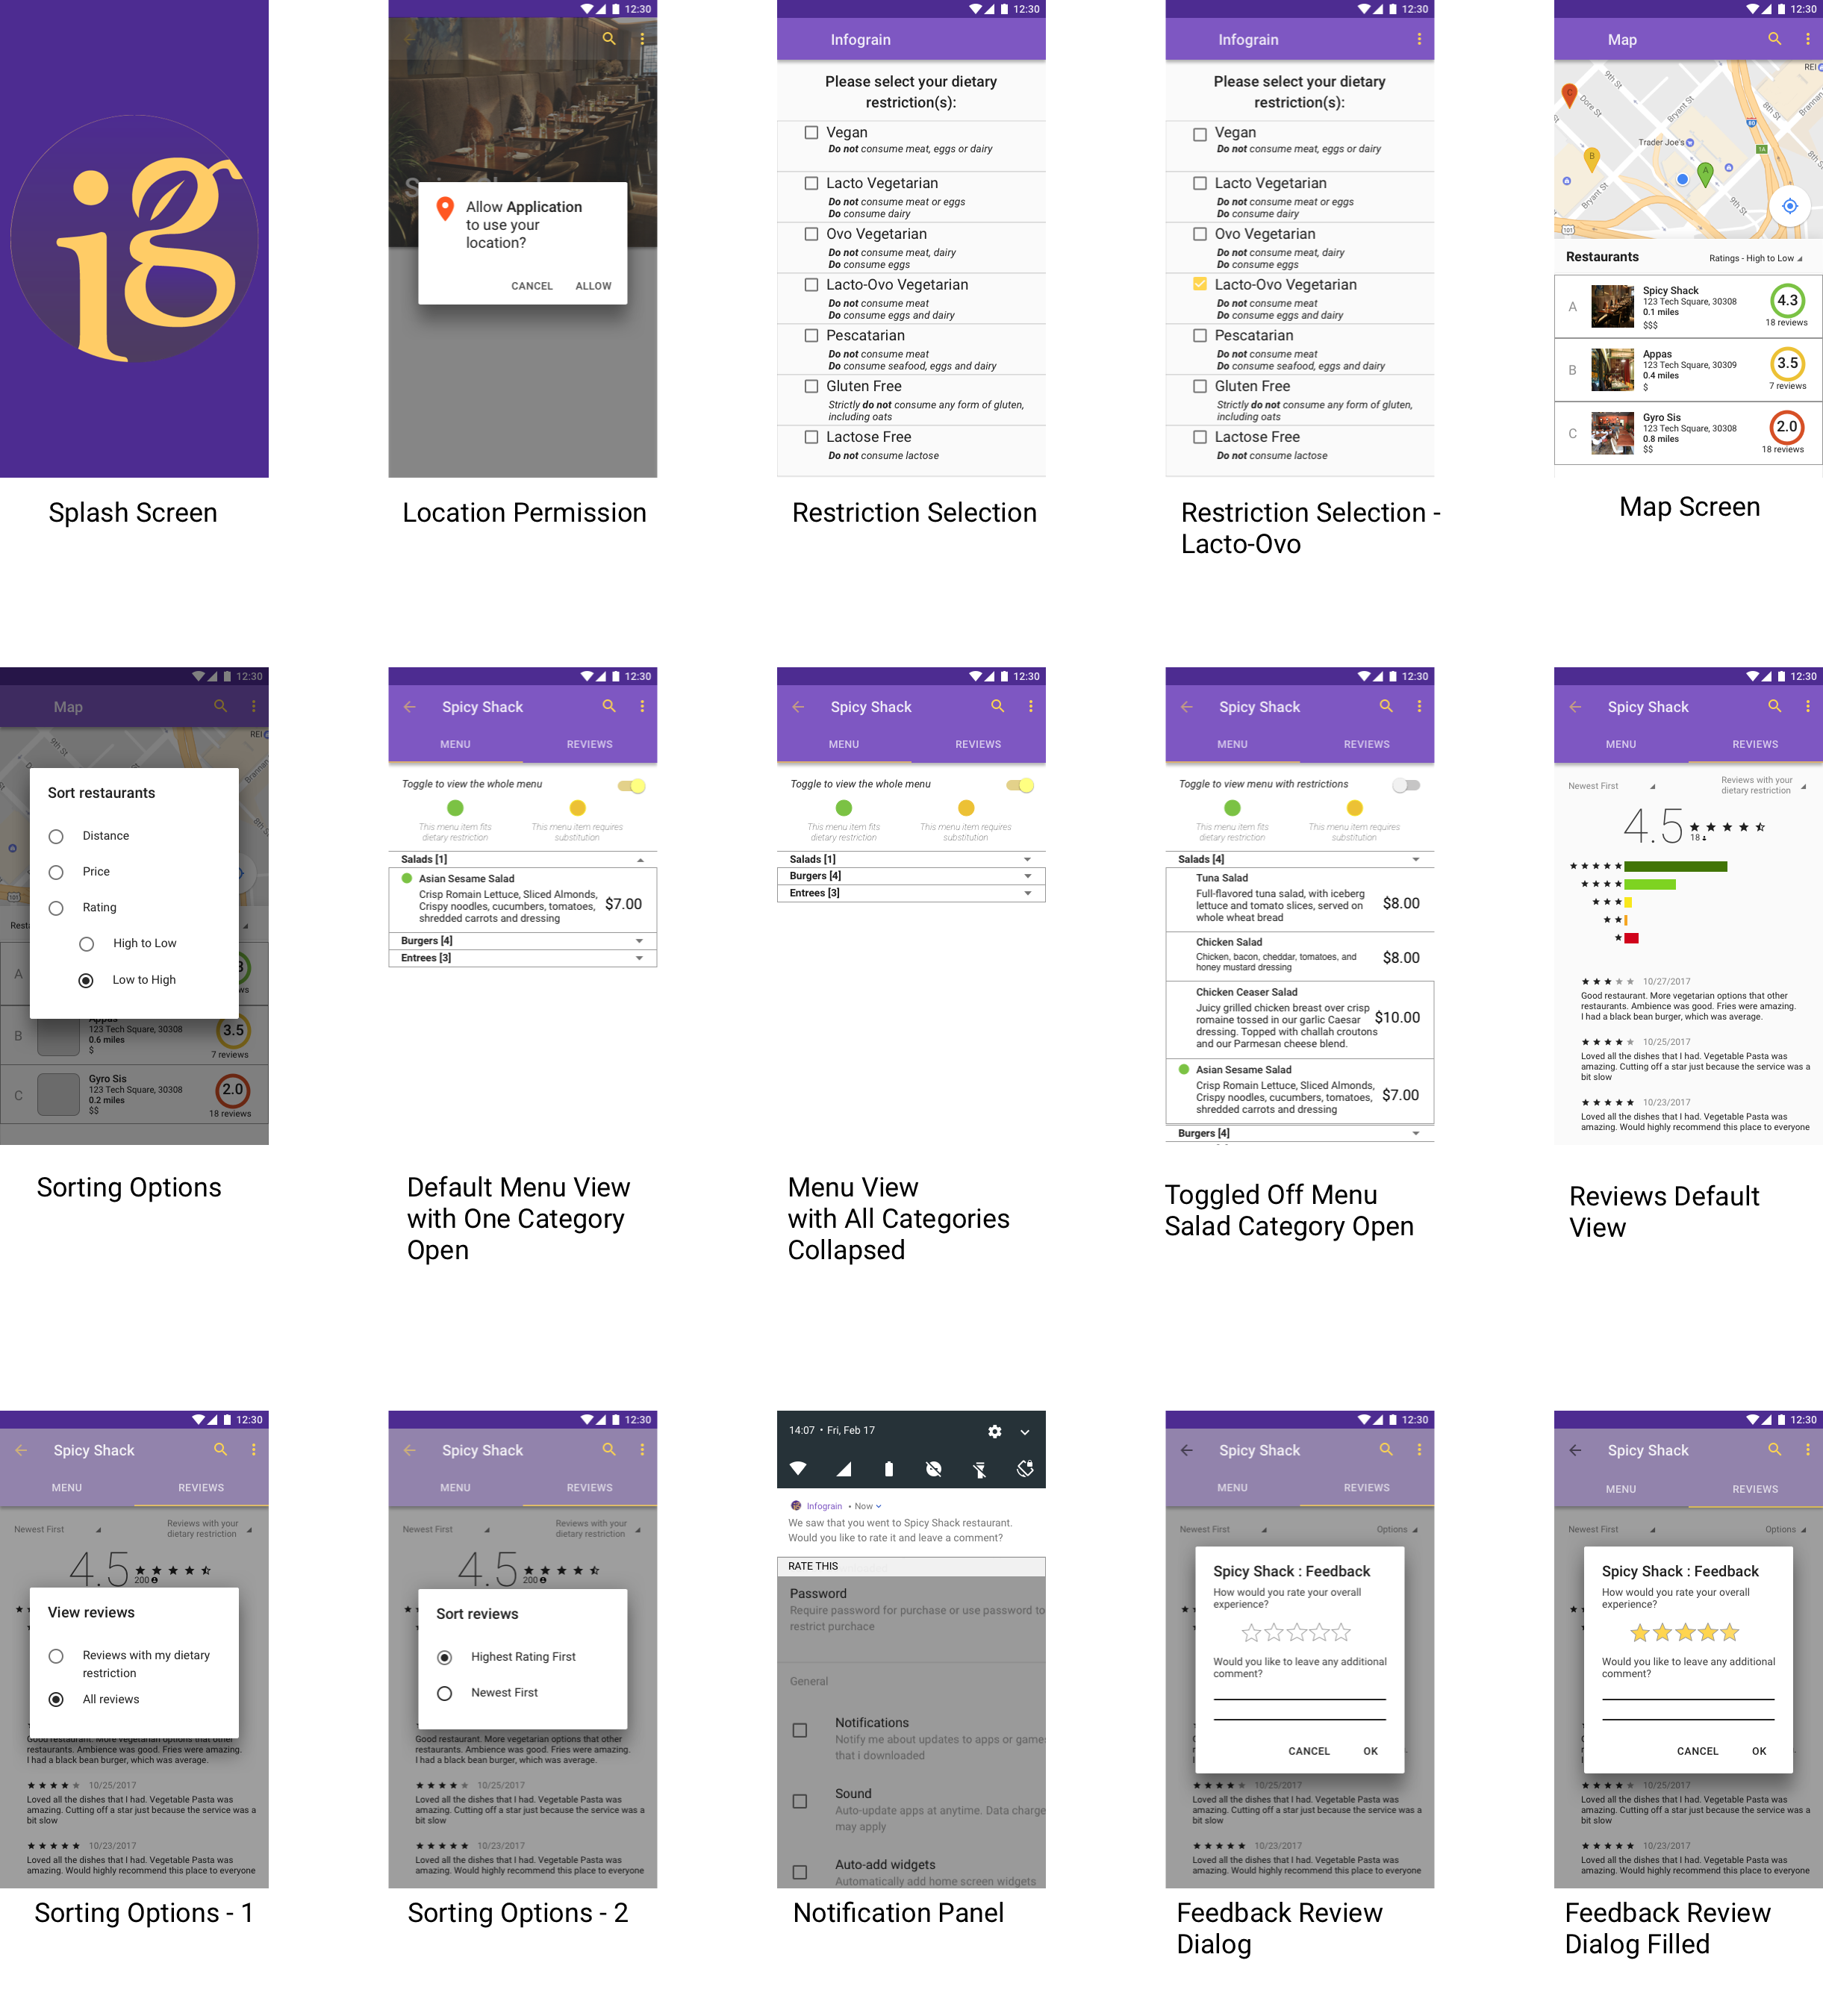 ig
Splash Screen
12:30
Allow Application
to use your
location?
CANCEL ALLOW
Location Permission
12:30
Infograin
Please select your dietary
restriction(s):
Vegan
Do not consume meat, eggs or dairy
Lacto Vegetarian
Do not consume meat or eggs
Do consume dairy
Ovo Vegetarian
Do not consume meat, dairy
Do consume eggs
Lacto-Ovo Vegetarian
Do not consume meat
Do consume eggs and dairy
Pescatarian
Do not consume meat
Do consume seafood, eggs and dairy
Gluten Free
Strictly do not consume any form of gluten,
including oats
Lactose Free
Do not consume lactose
Restriction Selection
12:30
Infograin
Please select your dietary
restriction(s):
Vegan
Do not consume meat, eggs or dairy
Lacto Vegetarian
Do not consume meat or eggs
Do consume dairy
Ovo Vegetarian
Do not consume meat, dairy
Do consume eggs
Lacto-Ovo Vegetarian
Do not consume meat
Do consume eggs and dairy
Pescatarian
Do not consume meat
Do consume seafood, eggs and dairy
Gluten Free
Strictly do not consume any form of gluten,
including oats
Lactose Free
Do not consume lactose
Restriction Selection -
Lacto-Ovo
12:30
Map
REI
9th St
Dore St
Bryant St
8th St
Trader Joe's
80
1A
C
B
A
8th St
Bryant St
9th St
101
Restaurants Ratings - High to Low
A
Spicy Shack
123 Tech Square, 30308
0.1 miles
$$$
4.3
18 reviews
B
Appas
123 Tech Square, 30309
0.4 miles
$
3.5
7 reviews
C
Gyro Sis
123 Tech Square, 30308
0.8 miles
$$
2.0
18 reviews
Map Screen
12:30
Map
REI
9th St
Brannan
Sort restaurants
Distance
Price
Rating
High to Low
Low to High
A
B
123 Tech Square, 30308
0.6 miles
$
3.5
7 reviews
C
Gyro Sis
123 Tech Square, 30308
0.2 miles
$$
2.0
18 reviews
Sorting Options
12:30
Spicy Shack
MENU REVIEWS
Toggle to view the whole menu
This menu item fits
dietary restriction
This menu item requires
substitution
Salads [1]
Asian Sesame Salad
Crisp Romain Lettuce, Sliced Almonds,
Crispy noodles, cucumbers, tomatoes,
shredded carrots and dressing
$7.00
Burgers [4]
Entrees [3]
Default Menu View
with One Category
Open
12:30
Spicy Shack
MENU REVIEWS
Toggle to view the whole menu
This menu item fits
dietary restriction
This menu item requires
substitution
Salads [1]
Burgers [4]
Entrees [3]
Menu View
with All Categories
Collapsed
12:30
Spicy Shack
MENU REVIEWS
Toggle to view menu with restrictions
This menu item fits
dietary restriction
This menu item requires
substitution
Salads [4]
Tuna Salad
Full-flavored tuna salad, with iceberg
lettuce and tomato slices, served on
whole wheat bread
$8.00
Chicken Salad
Chicken, bacon, cheddar, tomatoes, and
honey mustard dressing
$8.00
Chicken Ceaser Salad
Juicy grilled chicken breast over crisp
romaine tossed in our garlic Caesar
dressing. Topped with challah croutons
and our Parmesan cheese blend.
$10.00
Asian Sesame Salad
Crisp Romain Lettuce, Sliced Almonds,
Crispy noodles, cucumbers, tomatoes,
shredded carrots and dressing
$7.00
Burgers [4]
Toggled Off Menu
Salad Category Open
12:30
Spicy Shack
MENU REVIEWS
Newest First
Reviews with your
dietary restriction
4.5
18
10/27/2017
Good restaurant. More vegetarian options that other
restaurants. Ambience was good. Fries were amazing.
I had a black bean burger, which was average.
10/25/2017
Loved all the dishes that I had. Vegetable Pasta was
amazing. Cutting off a star just because the service was a
bit slow
10/23/2017
Loved all the dishes that I had. Vegetable Pasta was
amazing. Would highly recommend this place to everyone
Reviews Default
View
12:30
Spicy Shack
MENU REVIEWS
Newest First
Reviews with your
dietary restriction
4.5
200
View reviews
Reviews with my dietary
restriction
All reviews
Good restaurant. More vegetarian options that other
restaurants. Ambience was good. Fries were amazing.
I had a black bean burger, which was average.
10/25/2017
Loved all the dishes that I had. Vegetable Pasta was
amazing. Cutting off a star just because the service was a
bit slow
10/23/2017
Loved all the dishes that I had. Vegetable Pasta was
amazing. Would highly recommend this place to everyone
Sorting Options - 1
12:30
Spicy Shack
MENU REVIEWS
Newest First
Reviews with your
dietary restriction
4.5
200
Sort reviews
Highest Rating First
Newest First
Good restaurant. More vegetarian options that other
restaurants. Ambience was good. Fries were amazing.
I had a black bean burger, which was average.
10/25/2017
Loved all the dishes that I had. Vegetable Pasta was
amazing. Cutting off a star just because the service was a
bit slow
10/23/2017
Loved all the dishes that I had. Vegetable Pasta was
amazing. Would highly recommend this place to everyone
Sorting Options - 2
14:07 • Fri, Feb 17
Infograin • Now
We saw that you went to Spicy Shack restaurant.
Would you like to rate it and leave a comment?
RATE THIS
Password
Require password for purchase or use password to
restrict purchace
General
Notifications
Notify me about updates to apps or games
that i downloaded
Sound
Auto-update apps at anytime. Data charge
may apply
Auto-add widgets
Automatically add home screen widgets
Notification Panel
12:30
Spicy Shack
MENU REVIEWS
Newest First Options
Spicy Shack : Feedback
How would you rate your overall
experience?
Would you like to leave any additional
comment?
CANCEL OK
10/25/2017
Loved all the dishes that I had. Vegetable Pasta was
amazing. Cutting off a star just because the service was a
bit slow
10/23/2017
Loved all the dishes that I had. Vegetable Pasta was
amazing. Would highly recommend this place to everyone
Feedback Review
Dialog
12:30
Spicy Shack
MENU REVIEWS
Newest First Options
Spicy Shack : Feedback
How would you rate your overall
experience?
Would you like to leave any additional
comment?
CANCEL OK
10/25/2017
Loved all the dishes that I had. Vegetable Pasta was
amazing. Cutting off a star just because the service was a
bit slow
10/23/2017
Loved all the dishes that I had. Vegetable Pasta was
amazing. Would highly recommend this place to everyone
Feedback Review
Dialog Filled